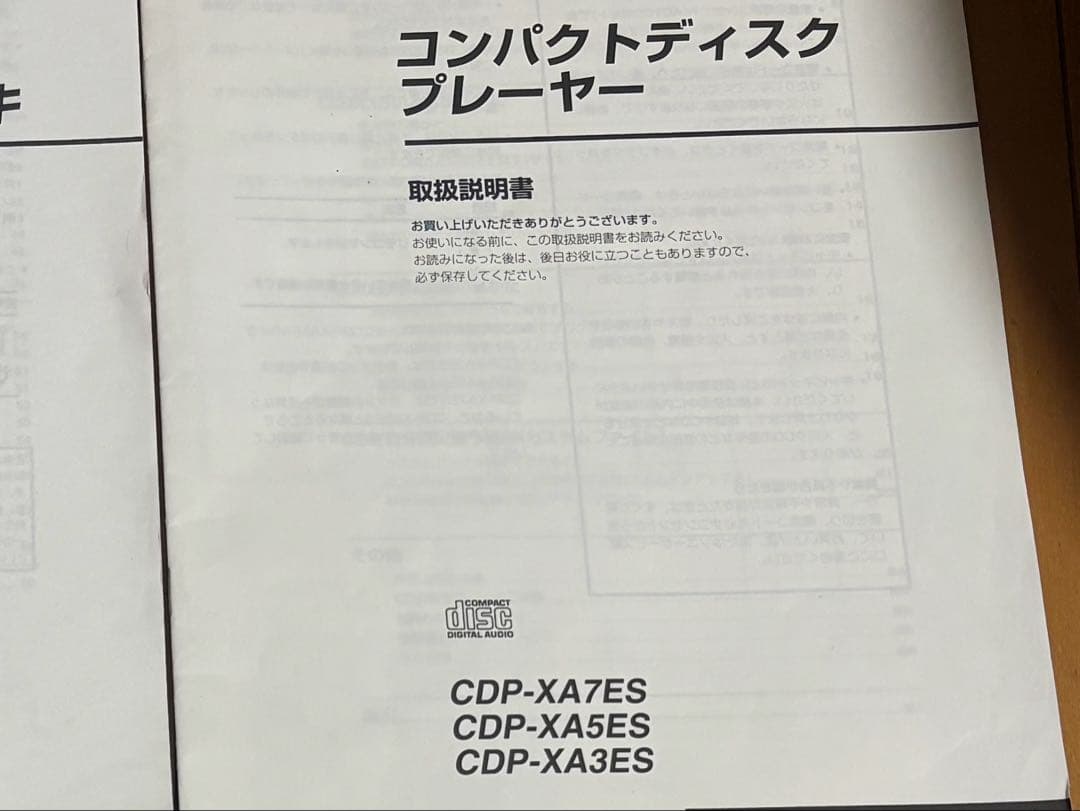 キ
コンパクトディスク
プレーヤー
取扱説明書
お買い上げいただきありがとうございます。
お使いになる前に、この取扱説明書をお読みください。
お読みになった後は、後日お役に立つこともありますので、
必ず保存してください。
COMPACT
disc
DIGITAL AUDIO
CDP-XA7ES
CDP-XA5ES
CDP-XA3ES